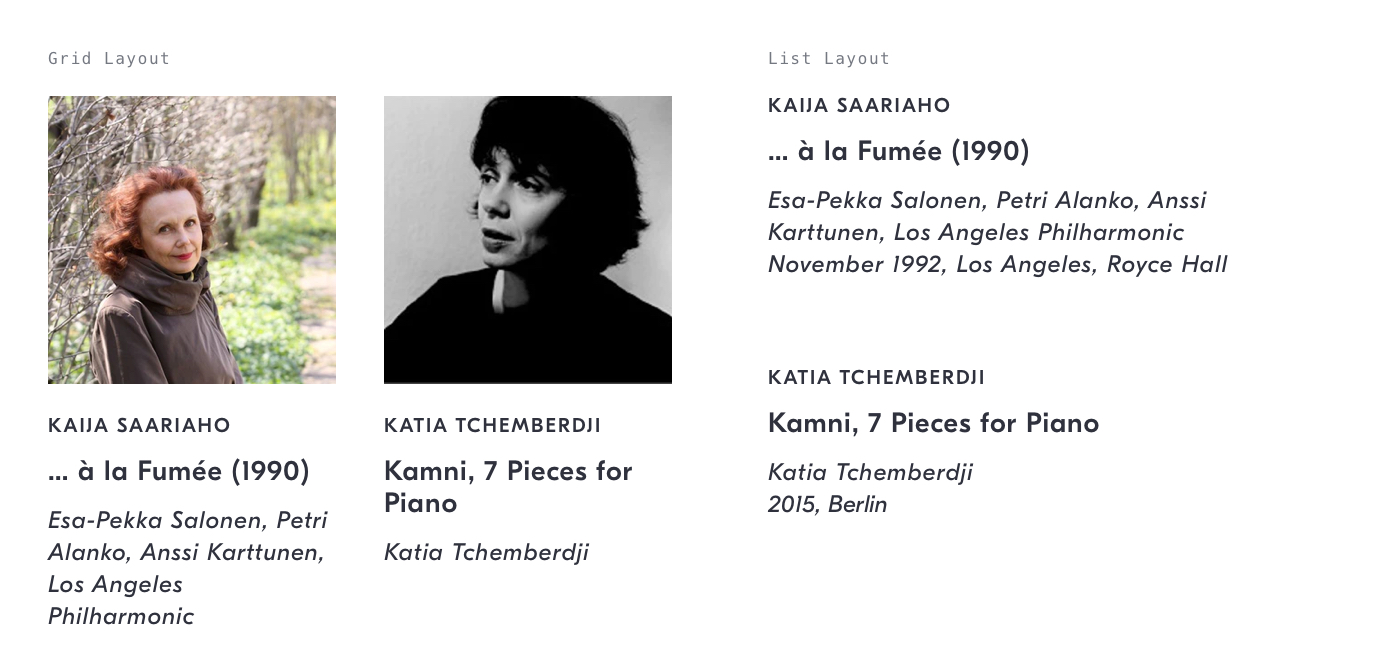 Grid Layout
KAIJA SAARIAHO
... à la Fumée (1990)
Esa-Pekka Salonen, Petri
Alanko, Anssi Karttunen,
Los Angeles
Philharmonic
KATIA TCHEMBERDJI
Kamni, 7 Pieces for
Piano
Katia Tchemberdji
List Layout
KAIJA SAARIAHO
... à la Fumée (1990)
Esa-Pekka Salonen, Petri Alanko, Anssi
Karttunen, Los Angeles Philharmonic
November 1992, Los Angeles, Royce Hall
KATIA TCHEMBERDJI
Kamni, 7 Pieces for Piano
Katia Tchemberdji
2015, Berlin